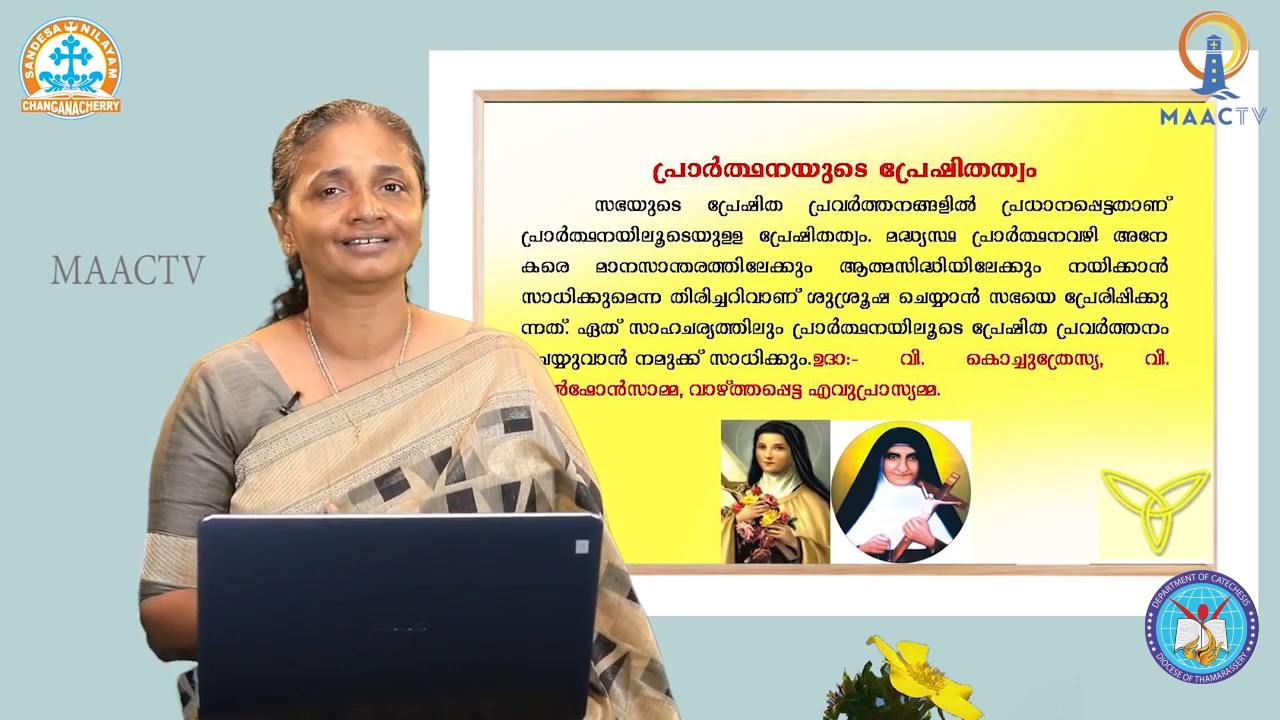 SANDESA NILAYAM
CHANGANACHERRY
MAACTV
MAACTV
പ്രാർത്ഥനയുടെ പ്രേഷിതത്വം
സഭയുടെ പ്രേഷിത പ്രവർത്തനങ്ങളിൽ പ്രധാനപ്പെട്ടതാണ്
പ്രാർത്ഥനയിലൂടെയുളള പ്രേഷിതത്വം. മദ്ധ്യസ്ഥ പ്രാർത്ഥനവഴി അനേ
കരെ മാനസാന്തരത്തിലേക്കും ആത്മസിദ്ധിയിലേക്കും നയിക്കാൻ
സാധിക്കുമെന്ന തിരിച്ചറിവാണ് ശുശ്രൂഷ ചെയ്യാൻ സഭയെ പ്രേരിപ്പിക്കു
ന്നത്. ഏത് സാഹചര്യത്തിലും പ്രാർത്ഥനയിലൂടെ പ്രേഷിത പ്രവർത്തനം
ചെയ്യുവാൻ നമുക്ക് സാധിക്കും.ഉദാ:- വി. കൊച്ചുത്രേസ്യ, വി.
വാഴ്ത്തപ്പെട്ട എവുപ്രാസ്യമ്മ.
DEPARTMENT OF CATECHESIS
DIOCESE OF THAMARASSERY